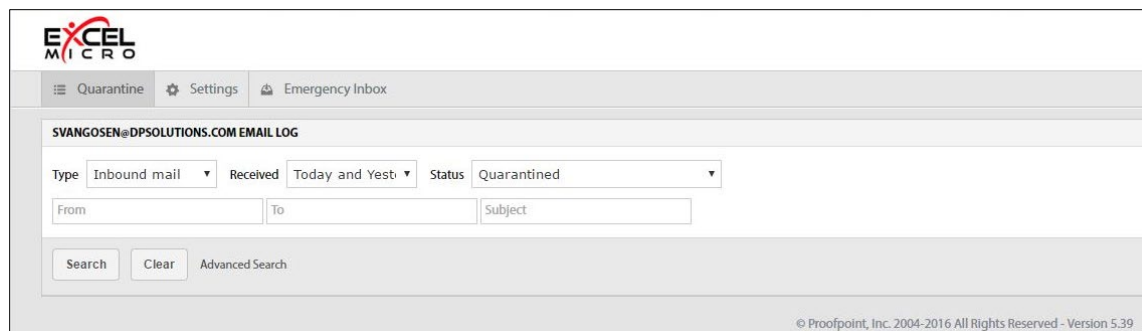 EXCEL
MICRO
Quarantine Settings Emergency Inbox
SVANGOSEN@DPSOLUTIONS.COM EMAIL LOG
Type Inbound mail Received Today and Yest Status Quarantined
From To Subject
Search Clear Advanced Search
© Proofpoint, Inc. 2004-2016 All Rights Reserved - Version 5.39